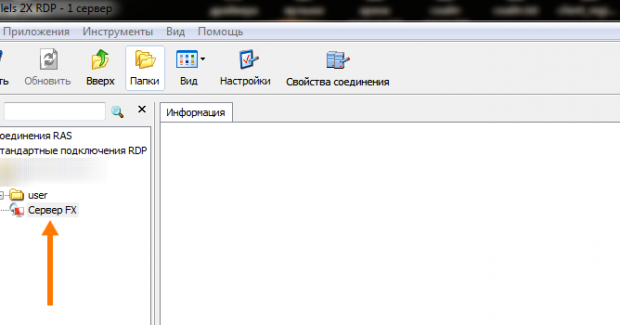 llels 2X RDP - 1 сервер
Приложения Инструменты Вид Помощь
ть Обновить Вверх Папки Вид Настройки Свойства соединения
Информация
оединения RAS
тандартные подключения RDP
user
Сервер FX